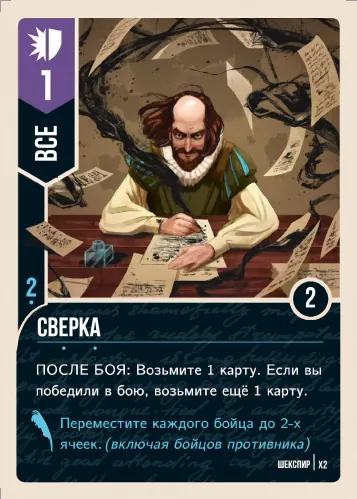 1
ВСЕ
2
2
СВЕРКА
ПОСЛЕ БОЯ: Возьмите 1 карту. Если вы
победили в бою, возьмите ещё 1 карту.
Переместите каждого бойца до 2-х
ячеек. (включая бойцов противника)
ШЕКСПИР | X2